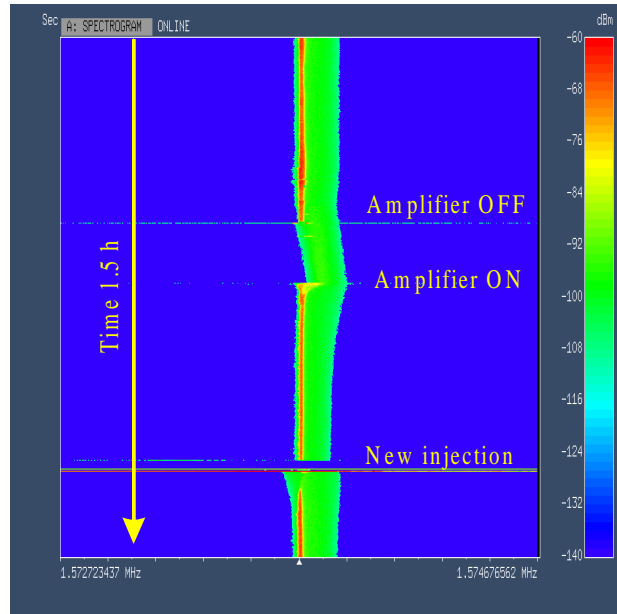 Sec A: SPECTROGRAM ONLINE dBm
-60
-68
-76
-84
Amplifier OFF
-92
Amplifier ON
-100
Time 1.5 h
-108
-116
New injection
-124
-132
-140
1.572723437 MHz 1.574676562 MHz